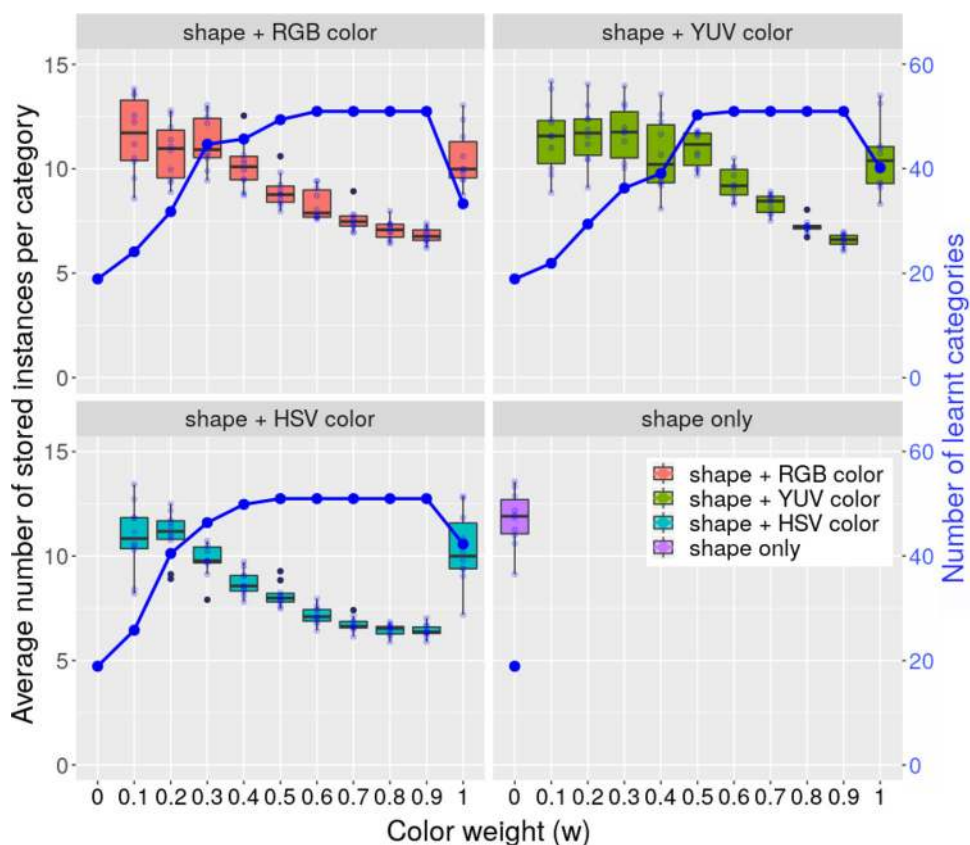 shape + RGB color
shape + YUV color
15
10
5
0
60
40
20
0
shape + HSV color
shape only
15
10
5
0
60
40
20
0
shape + RGB color
shape + YUV color
shape + HSV color
shape only
0 0.1 0.2 0.3 0.4 0.5 0.6 0.7 0.8 0.9 1
0 0.1 0.2 0.3 0.4 0.5 0.6 0.7 0.8 0.9 1
Color weight (w)
Average number of stored instances per category
Number of learnt categories